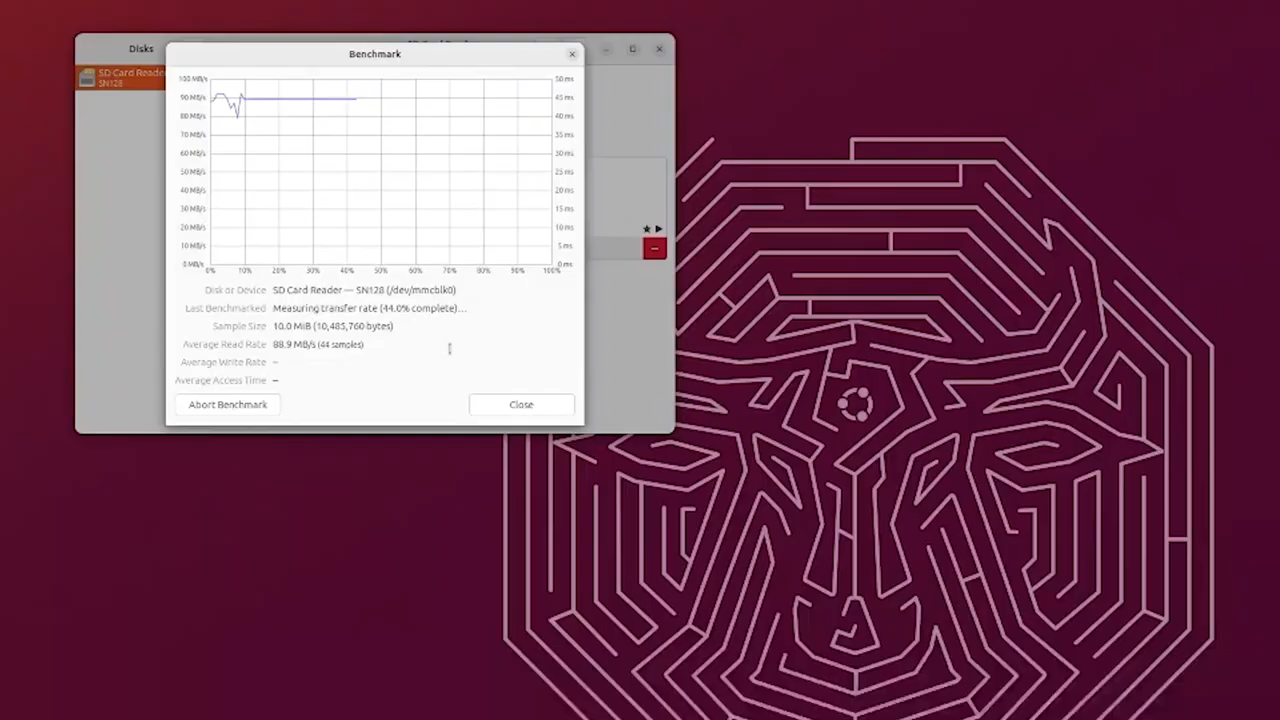 Disks
SD Card Reader
SN128
Benchmark
100 MB/s
90 MB/s
80 MB/s
70 MB/s
60 MB/s
50 MB/s
40 MB/s
30 MB/s
20 MB/s
10 MB/s
0 MB/s
50 ms
45 ms
40 ms
35 ms
30 ms
25 ms
20 ms
15 ms
10 ms
5 ms
0 ms
0% 10% 20% 30% 40% 50% 60% 70% 80% 90% 100%
Disk or Device SD Card Reader — SN128 (/dev/mmcblk0)
Last Benchmarked Measuring transfer rate (44.0% complete)…
Sample Size 10.0 MiB (10,485,760 bytes)
Average Read Rate 88.9 MB/s (44 samples)
Average Write Rate –
Average Access Time –
Abort Benchmark Close